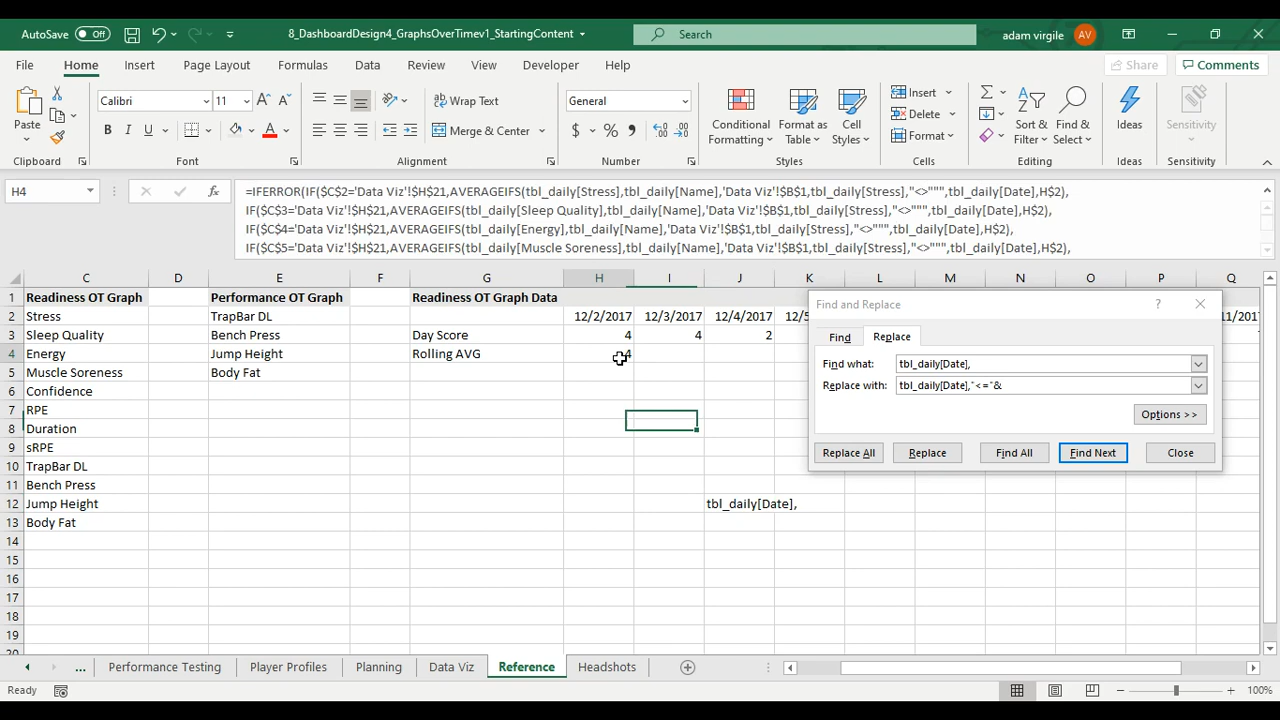 AutoSave Off 8_DashboardDesign4_GraphsOverTimev1_StartingContent Search adam virgile AV
File Home Insert Page Layout Formulas Data Review View Developer Help Share Comments
Paste Calibri 11 Wrap Text General Conditional Formatting Format as Table Cell Styles Insert Sort & Filter Find & Select Ideas Sensitivity
B I U A Merge & Center $ % Delete
Format
Clipboard Font Alignment Number Styles Cells Editing Ideas Sensitivity
H4 fx =IFERROR(IF($C$2='Data Viz'!$H$21,AVERAGEIFS(tbl_daily[Stress],tbl_daily[Name],'Data Viz'!$B$1,tbl_daily[Stress],"<>""",tbl_daily[Date],H$2),
IF($C$3='Data Viz'!$H$21,AVERAGEIFS(tbl_daily[Sleep Quality],tbl_daily[Name],'Data Viz'!$B$1,tbl_daily[Stress],"<>""",tbl_daily[Date],H$2),
IF($C$4='Data Viz'!$H$21,AVERAGEIFS(tbl_daily[Energy],tbl_daily[Name],'Data Viz'!$B$1,tbl_daily[Stress],"<>""",tbl_daily[Date],H$2),
IF($C$5='Data Viz'!$H$21,AVERAGEIFS(tbl_daily[Muscle Soreness],tbl_daily[Name],'Data Viz'!$B$1,tbl_daily[Stress],"<>""",tbl_daily[Date],H$2),
C D E F G H I J K L M N O P Q
1 Readiness OT Graph Performance OT Graph Readiness OT Graph Data
2 Stress TrapBar DL 12/2/2017 12/3/2017 12/4/2017
3 Sleep Quality Bench Press Day Score 4 4 2
4 Energy Jump Height Rolling AVG 4
5 Muscle Soreness Body Fat
6 Confidence
7 RPE
8 Duration
9 sRPE
10 TrapBar DL
11 Bench Press
12 Jump Height tbl_daily[Date],
13 Body Fat
14
15
16
17
18
19
Find and Replace ?
Find Replace
Find what: tbl_daily[Date],
Replace with: tbl_daily[Date],"<="&
Options >>
Replace All Replace Find All Find Next Close
... Performance Testing Player Profiles Planning Data Viz Reference Headshots
Ready 100%